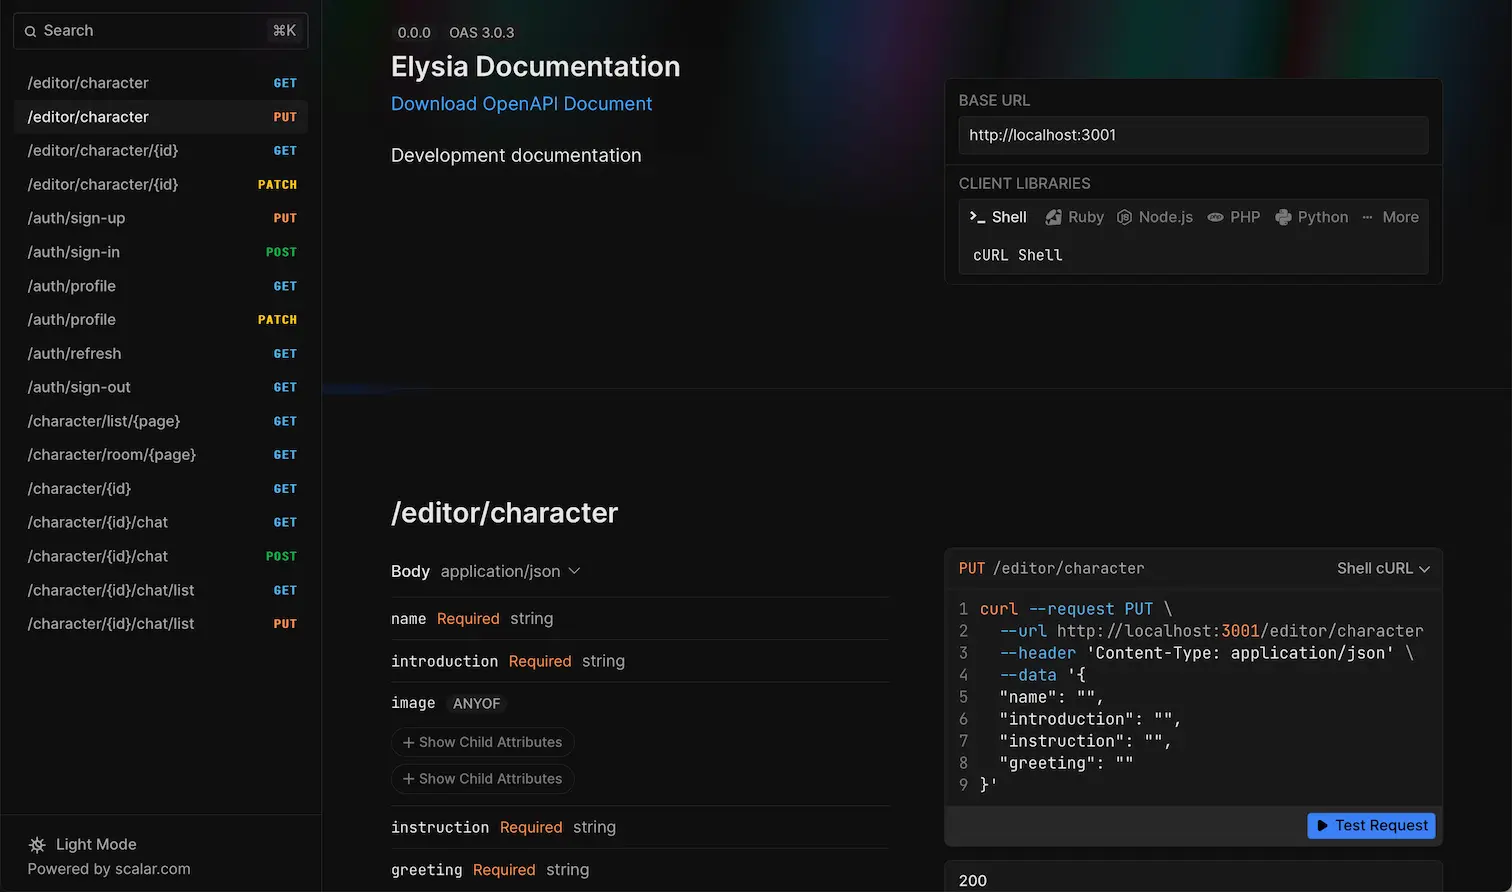 Search ⌘K
/editor/character GET
/editor/character PUT
/editor/character/{id} GET
/editor/character/{id} PATCH
/auth/sign-up PUT
/auth/sign-in POST
/auth/profile GET
/auth/profile PATCH
/auth/refresh GET
/auth/sign-out GET
/character/list/{page} GET
/character/room/{page} GET
/character/{id} GET
/character/{id}/chat GET
/character/{id}/chat POST
/character/{id}/chat/list GET
/character/{id}/chat/list PUT
Light Mode
Powered by scalar.com
0.0.0 OAS 3.0.3
Elysia Documentation
Download OpenAPI Document
Development documentation
BASE URL
http://localhost:3001
CLIENT LIBRARIES
Shell Ruby Node.js PHP Python ··· More
cURL Shell
/editor/character
Body application/json
name Required string
introduction Required string
image ANYOF
+ Show Child Attributes
+ Show Child Attributes
instruction Required string
greeting Required string
PUT /editor/character Shell cURL
1 curl --request PUT \
2 --url http://localhost:3001/editor/character
3 --header 'Content-Type: application/json' \
4 --data '{
5 "name": "",
6 "introduction": "",
7 "instruction": "",
8 "greeting": ""
9 }'
Test Request
200